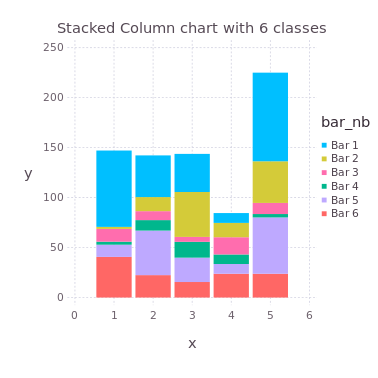 Stacked Column chart with 6 classes
250
200
150
100
50
0
y
0 1 2 3 4 5 6
x
bar_nb
Bar 1
Bar 2
Bar 3
Bar 4
Bar 5
Bar 6